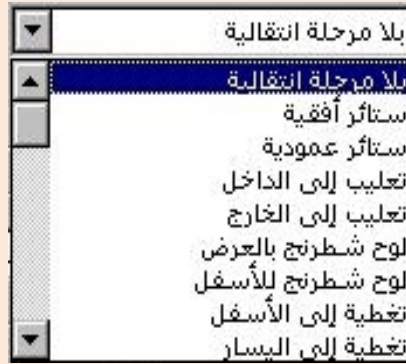 بلا مرحلة انتقالية
بلا مرحلة انتقالية
ستائر أفقية
ستائر عمودية
تعليب إلى الداخل
تعليب إلى الخارج
لوح شطرنج بالعرض
لوح شطرنج للأسفل
تغطية إلى الأسفل
تغطية إلى اليسار